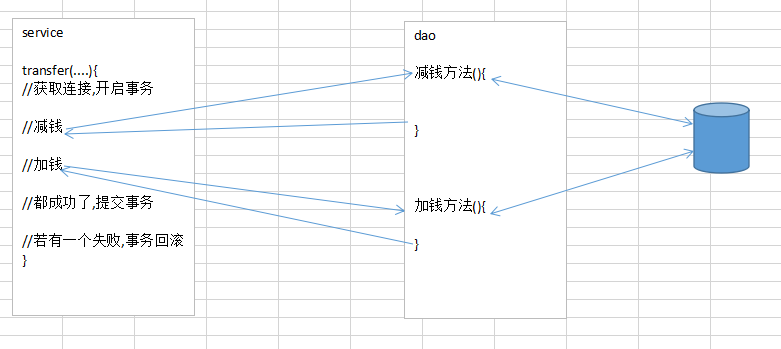 service
transfer(....){
//获取连接,开启事务
//减钱
//加钱
//都成功了,提交事务
//若有一个失败,事务回滚
}
dao
减钱方法(){
}
加钱方法(){
}